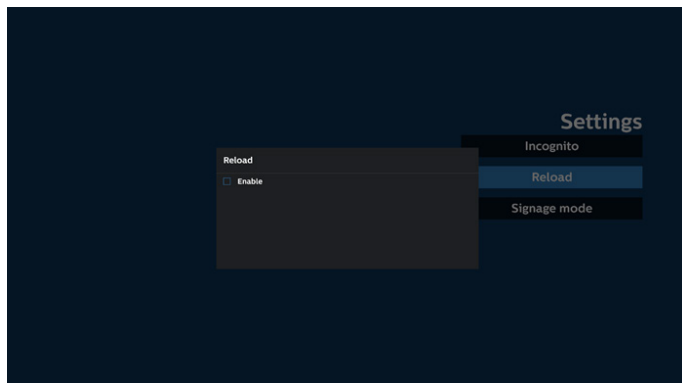 Settings
Incognito
Reload
Signage mode
Reload
Enable